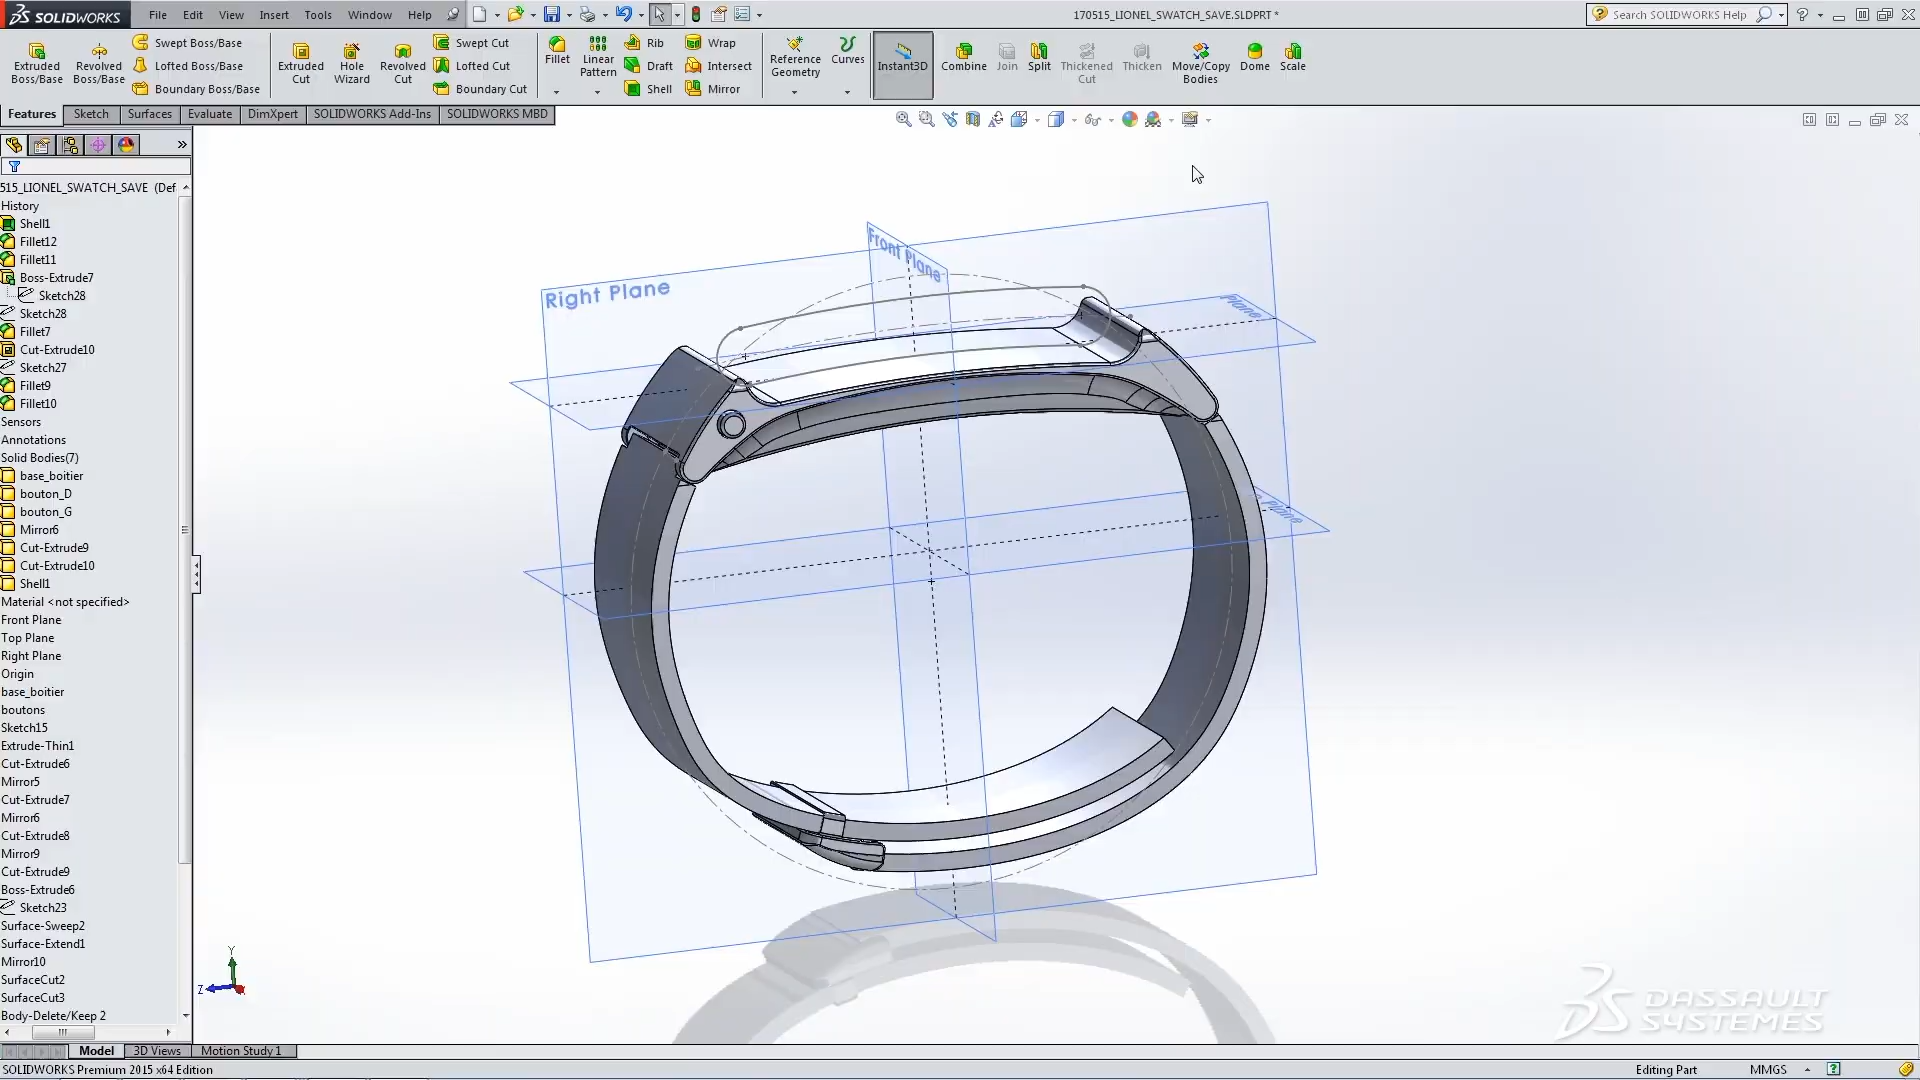 SOLIDWORKS File Edit View Insert Tools Window Help 170515_LIONEL_SWATCH_SAVE.SLDPRT * Search SOLIDWORKS Help
Extruded Boss/Base
Revolved Boss/Base
Swept Boss/Base
Lofted Boss/Base
Boundary Boss/Base
Extruded Cut
Hole Wizard
Revolved Cut
Swept Cut
Lofted Cut
Boundary Cut
Fillet
Linear Pattern
Rib
Draft
Shell
Wrap
Intersect
Mirror
Reference Geometry
Curves
Instant3D
Combine
Join
Split
Thickened Cut
Thicken
Move/Copy Bodies
Dome
Scale
Features Sketch Surfaces Evaluate DimXpert SOLIDWORKS Add-Ins SOLIDWORKS MBD
515_LIONEL_SWATCH_SAVE (Def
History
Shell1
Fillet12
Fillet11
Boss-Extrude7
Sketch28
Sketch28
Fillet7
Cut-Extrude10
Sketch27
Fillet9
Fillet10
Sensors
Annotations
Solid Bodies(7)
base_boitier
bouton_D
bouton_G
Mirror6
Cut-Extrude9
Cut-Extrude10
Shell1
Material <not specified>
Front Plane
Top Plane
Right Plane
Origin
base_boitier
boutons
Sketch15
Extrude-Thin1
Cut-Extrude6
Mirror5
Cut-Extrude7
Mirror6
Cut-Extrude8
Mirror9
Cut-Extrude9
Boss-Extrude6
Sketch23
Surface-Sweep2
Surface-Extend1
Mirror10
SurfaceCut2
SurfaceCut3
Body-Delete/Keep 2
Front Plane
Right Plane
Plane
Plane
Y
Z
DASSAULT SYSTEMES
Model 3D Views Motion Study 1
SOLIDWORKS Premium 2015 x64 Edition Editing Part MMGS